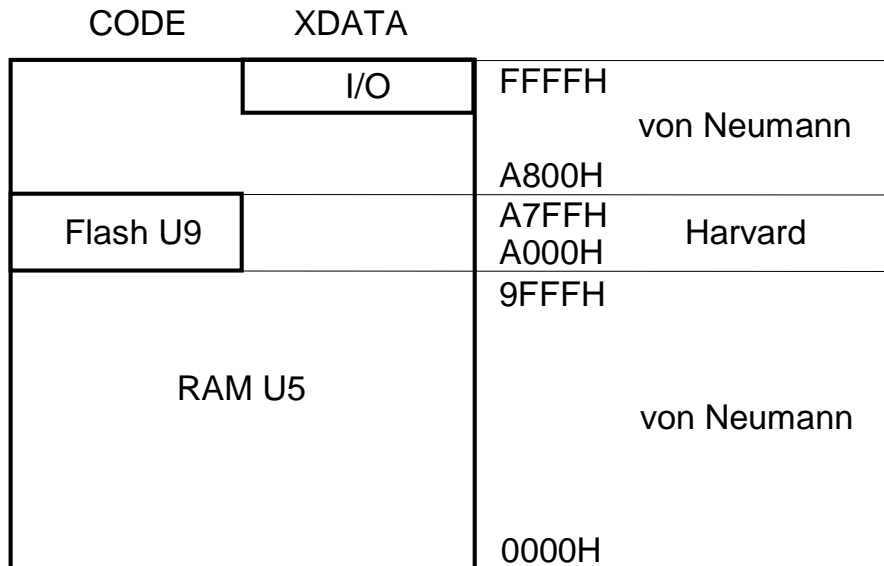 CODE XDATA
I/O FFFFH
von Neumann
A800H
Flash U9 A7FFH Harvard
A000H
9FFFH
RAM U5
von Neumann
0000H